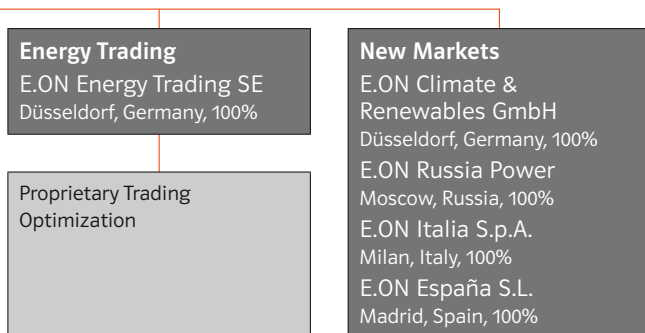 Energy Trading
E.ON Energy Trading SE
Düsseldorf, Germany, 100%
Proprietary Trading
Optimization
New Markets
E.ON Climate &
Renewables GmbH
Düsseldorf, Germany, 100%
E.ON Russia Power
Moscow, Russia, 100%
E.ON Italia S.p.A.
Milan, Italy, 100%
E.ON España S.L.
Madrid, Spain, 100%